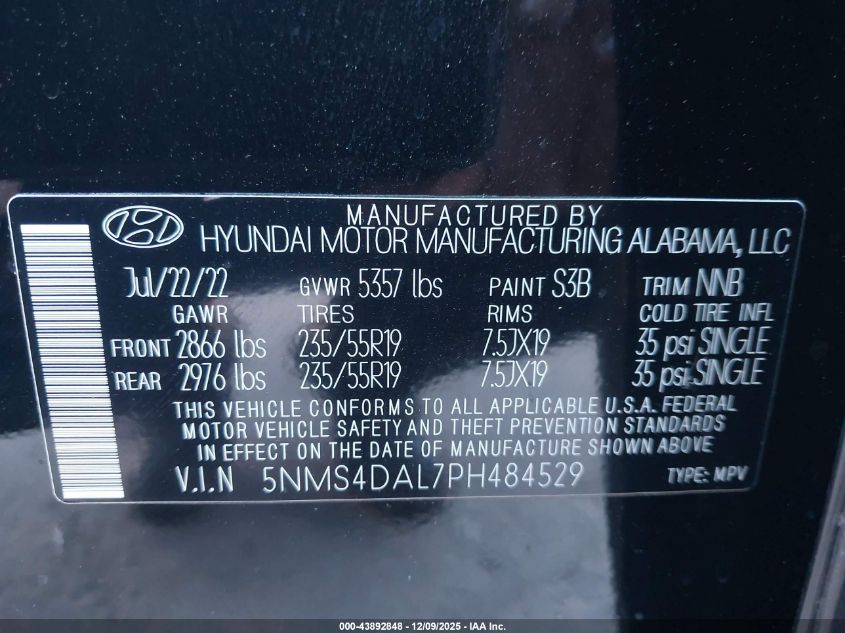 MANUFACTURED BY
HYUNDAI MOTOR MANUFACTURING ALABAMA, LLC
Jul/22/22 GVWR 5357 lbs PAINT S3B TRIM NNB
GAWR TIRES RIMS COLD TIRE INFL
FRONT 2866 lbs 235/55R19 7.5JX19 35 psi SINGLE
REAR 2976 lbs 235/55R19 7.5JX19 35 psi SINGLE
THIS VEHICLE CONFORMS TO ALL APPLICABLE U.S.A. FEDERAL
MOTOR VEHICLE SAFETY AND THEFT PREVENTION STANDARDS
IN EFFECT ON THE DATE OF MANUFACTURE SHOWN ABOVE
V.I.N 5NMS4DAL7PH484529 TYPE: MPV
000-43892848 - 12/09/2025 - IAA Inc.